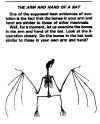 THE ARM AND HAND OF A BAT
One of the supposed best evidences of evo-
lution is the fact that the bones in your arm and
hand are similar to those of other mammals.
Well, for a moment, let us examine the bones
in the arm and hand of the bat. Look at the il-
lustration closely. Do the bones of the bat look
similar to those in your own arm and hand?